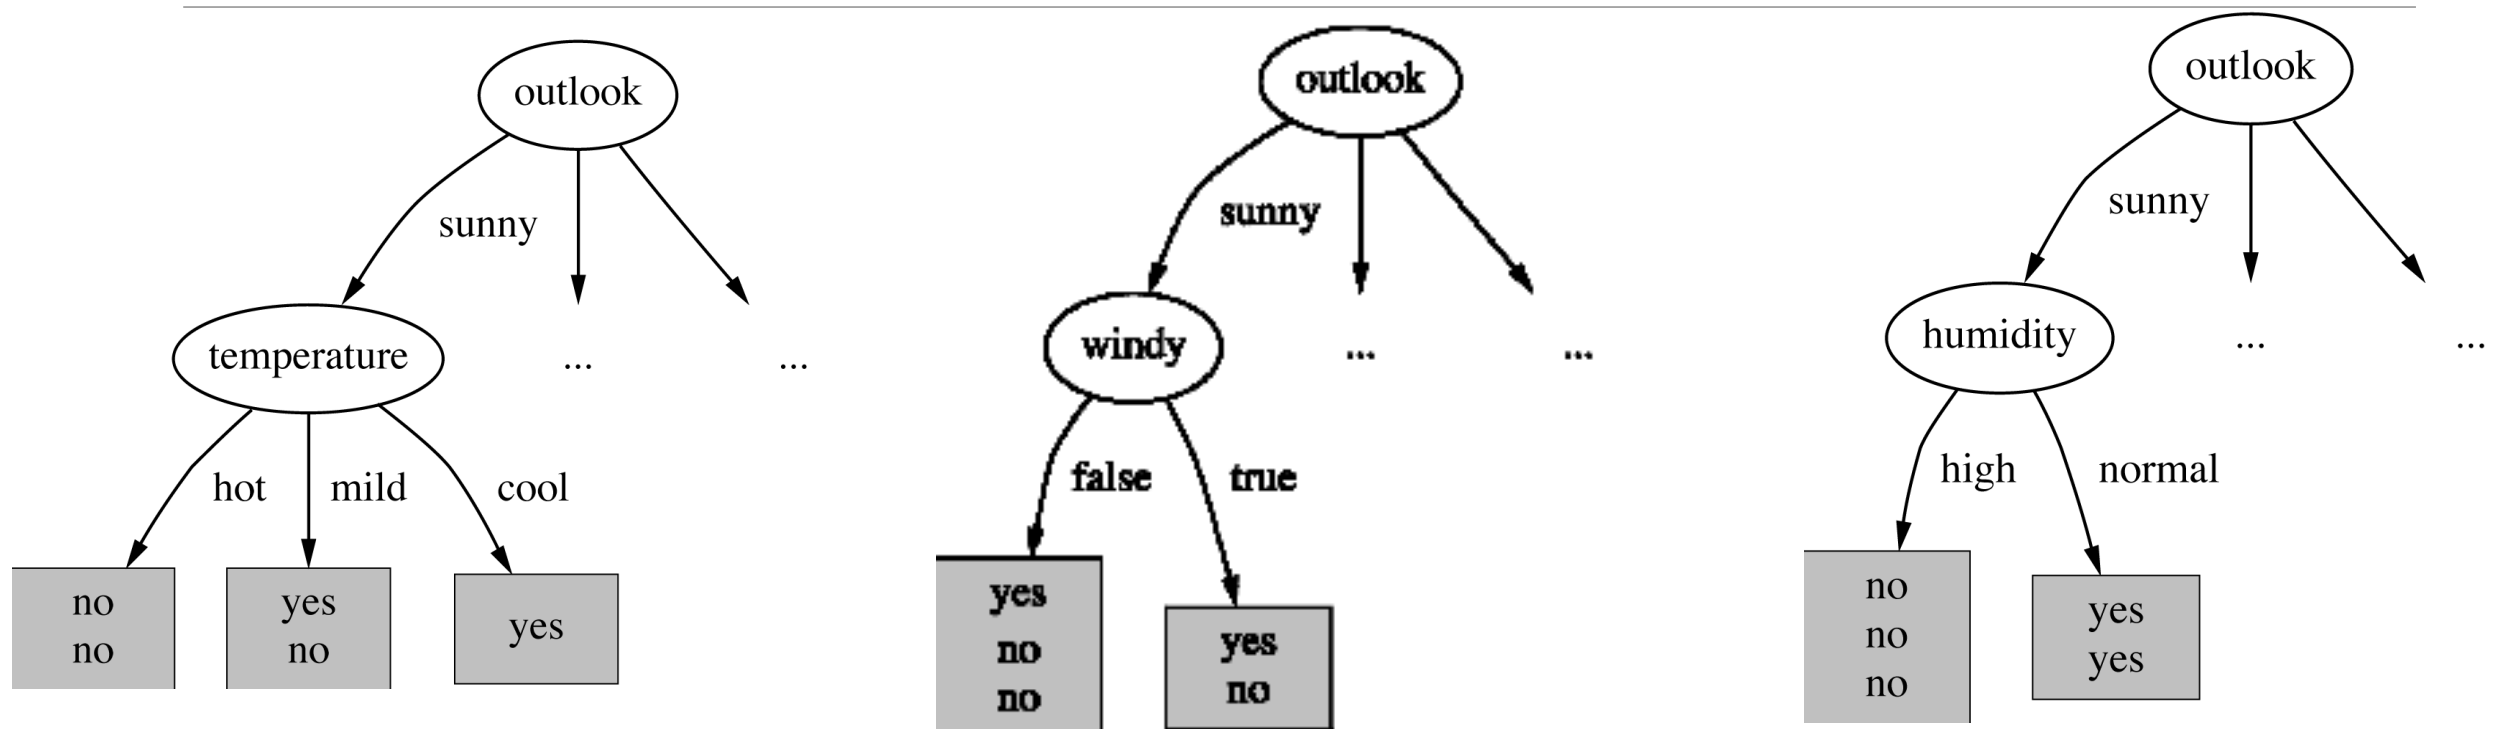 outlook
sunny
temperature
...
...
hot
mild
cool
no
no
yes
no
yes
outlook
sunny
windy
...
...
false
true
yes
no
no
yes
no
outlook
sunny
humidity
...
...
high
normal
no
no
no
yes
yes